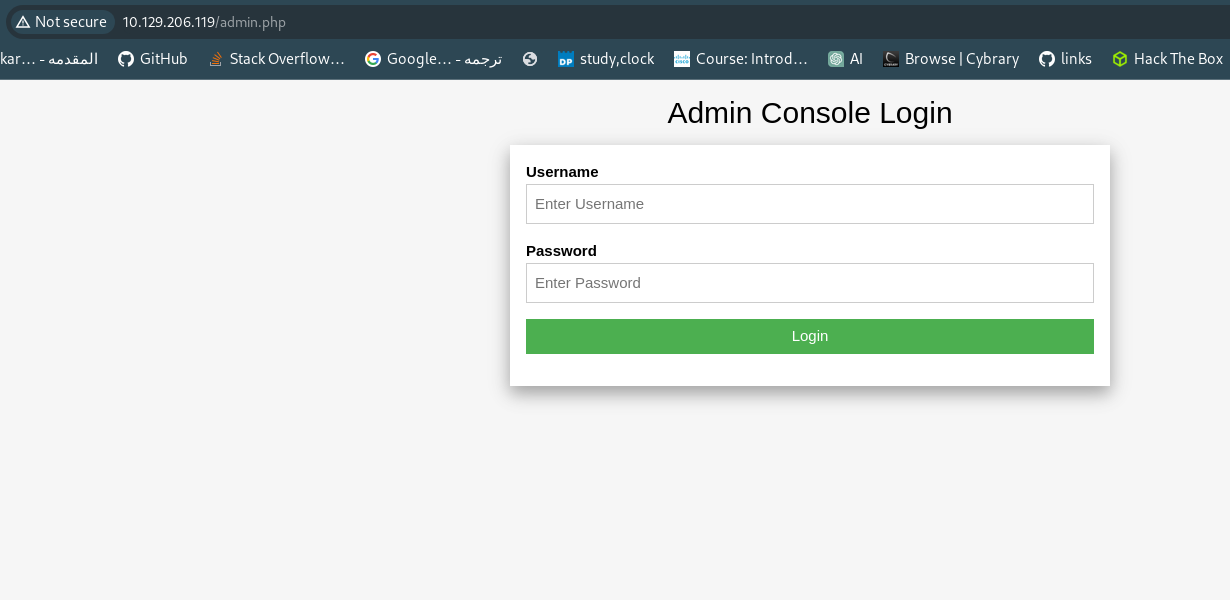 Not secure 10.129.206.119/admin.php
kar… - المقدمه GitHub Stack Overflow… Google… - ترجمه study,clock Course: Introd… AI Browse | Cybrary links Hack The Box
Admin Console Login
Username
Enter Username
Password
Enter Password
Login